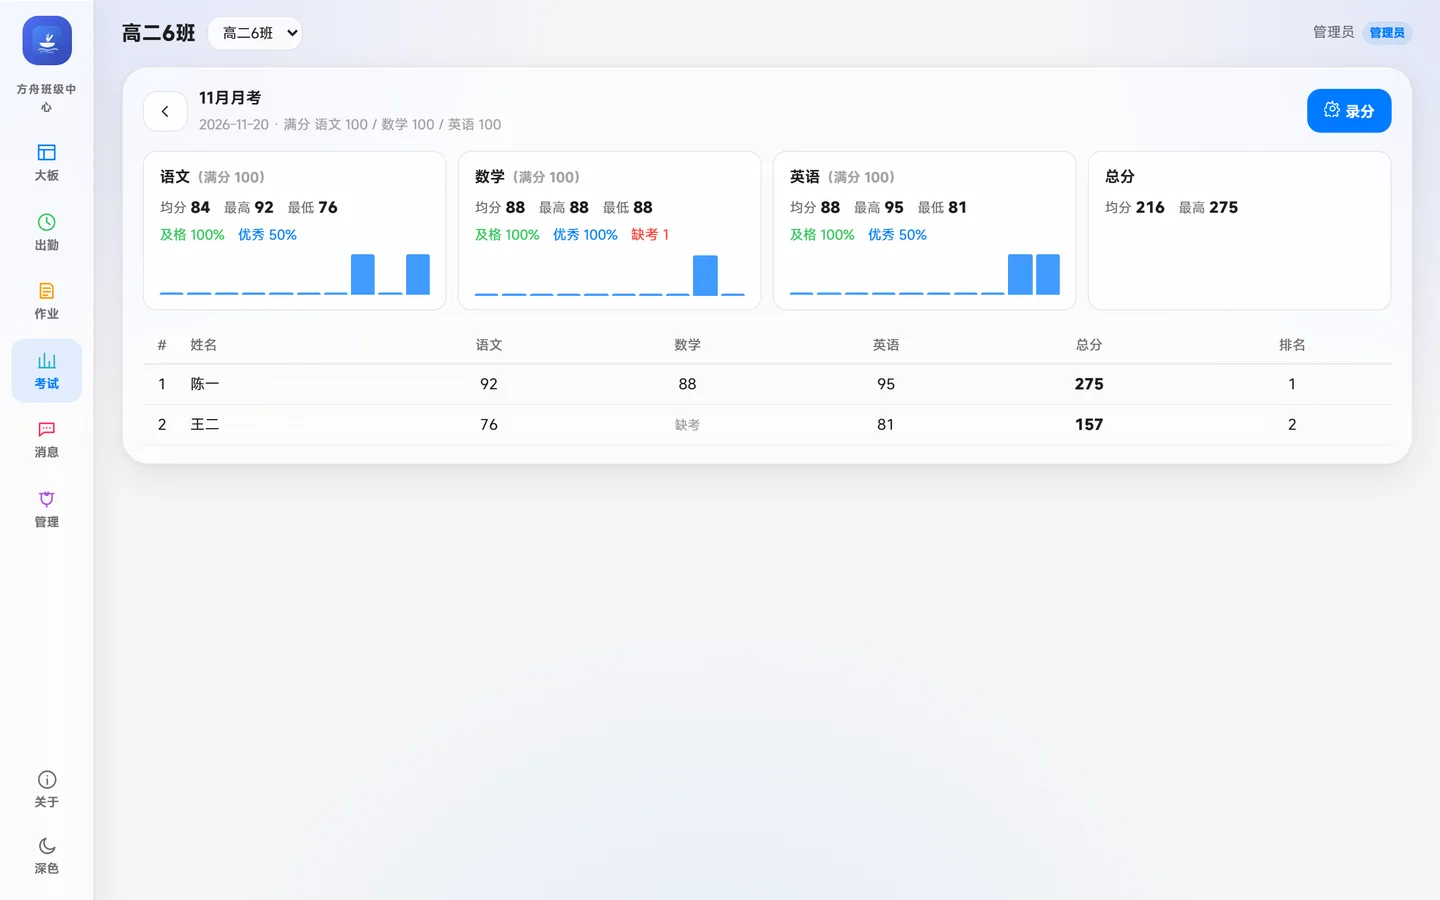 方舟班级中
心
大板
出勤
作业
考试
消息
管理
关于
深色
高二6班
高二6班
管理员
管理员
11月月考
2026-11-20 · 满分 语文 100 / 数学 100 / 英语 100
录分
语文 (满分 100)
均分 84 最高 92 最低 76
及格 100% 优秀 50%
数学 (满分 100)
均分 88 最高 88 最低 88
及格 100% 优秀 100% 缺考 1
英语 (满分 100)
均分 88 最高 95 最低 81
及格 100% 优秀 50%
总分
均分 216 最高 275
# 姓名 语文 数学 英语 总分 排名
1 陈一 92 88 95 275 1
2 王二 76 缺考 81 157 2